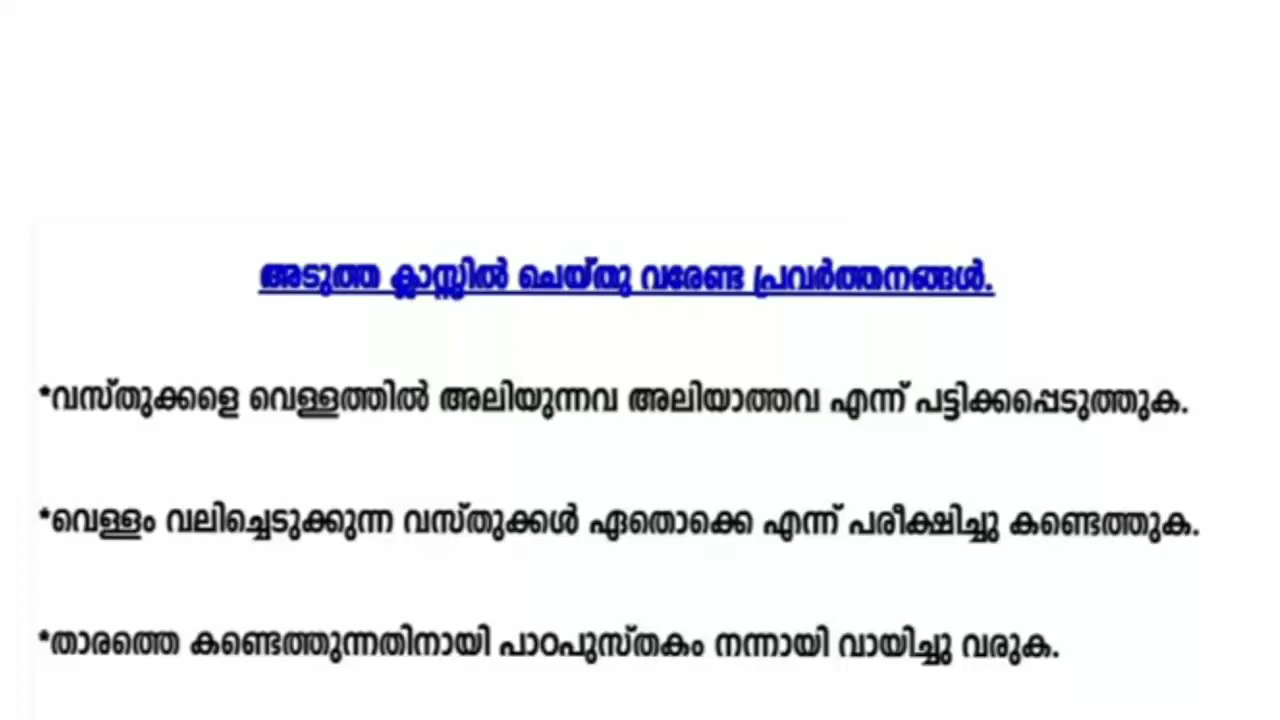 അടുത്ത ക്ലാസ്സിൽ ചെയ്തു വരേണ്ട പ്രവർത്തനങ്ങൾ.
*വസ്തുക്കളെ വെള്ളത്തിൽ അലിയുന്നവ അലിയാത്തവ എന്ന് പട്ടിക്കപ്പെടുത്തുക.
*വെള്ളം വലിച്ചെടുക്കുന്ന വസ്തുക്കൾ ഏതൊക്കെ എന്ന് പരീക്ഷിച്ചു കണ്ടെത്തുക.
*താരത്തെ കണ്ടെത്തുന്നതിനായി പാഠപുസ്തകം നന്നായി വായിച്ചു വരുക.